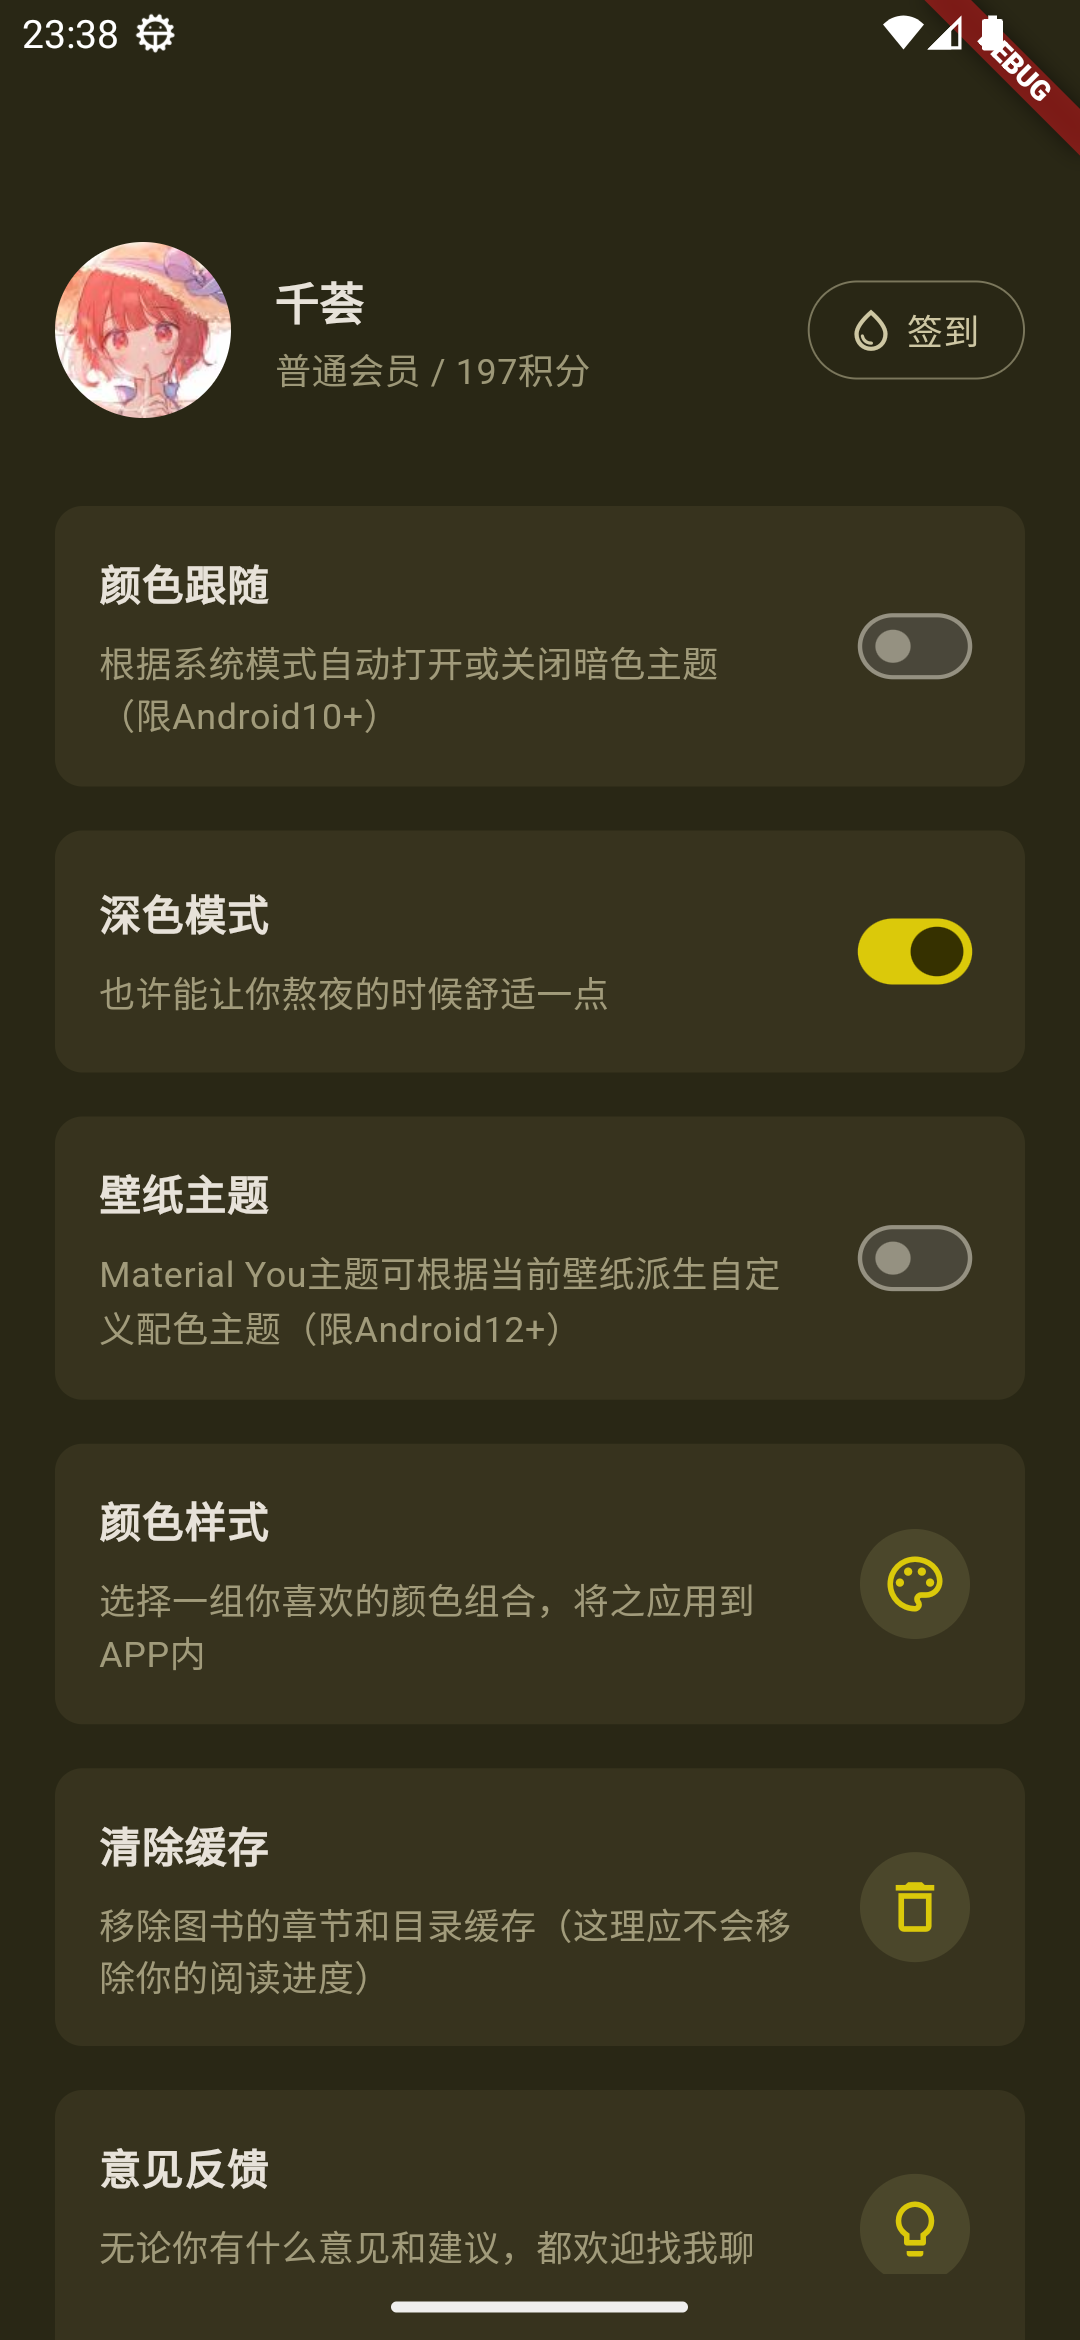 23:38
DEBUG
千荟
普通会员 / 197积分
签到
颜色跟随
根据系统模式自动打开或关闭暗色主题
（限Android10+）
深色模式
也许能让你熬夜的时候舒适一点
壁纸主题
Material You主题可根据当前壁纸派生自定
义配色主题（限Android12+）
颜色样式
选择一组你喜欢的颜色组合，将之应用到
APP内
清除缓存
移除图书的章节和目录缓存（这理应不会移
除你的阅读进度）
意见反馈
无论你有什么意见和建议，都欢迎找我聊